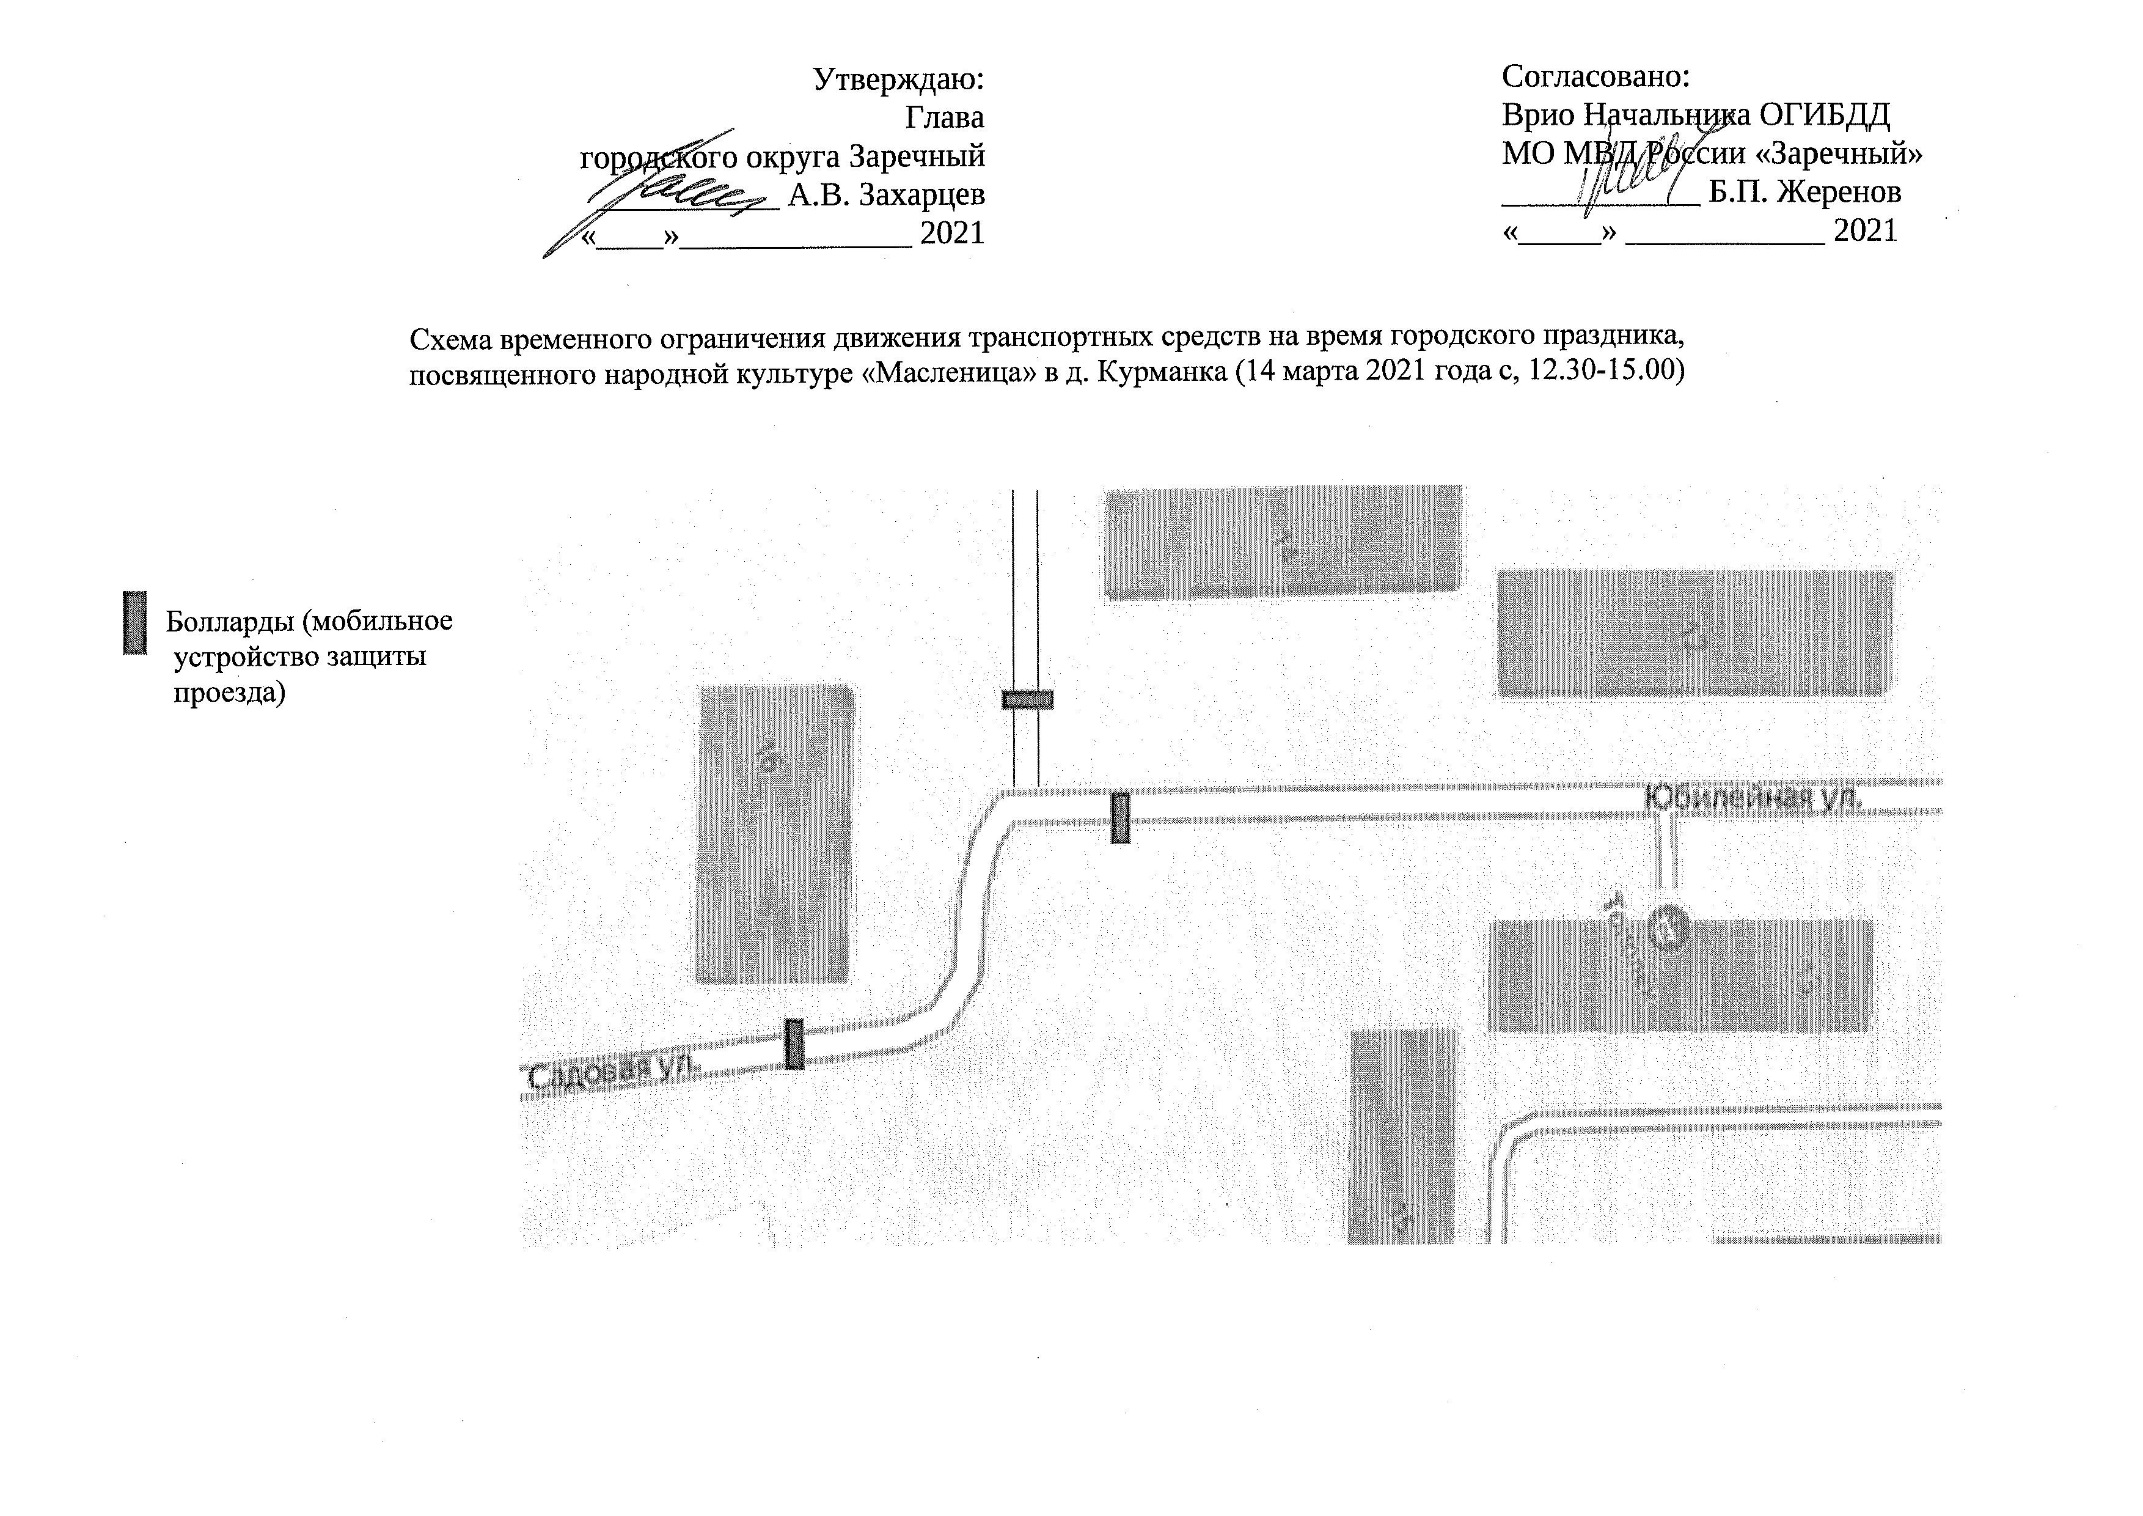 Утверждаю:
Глава
городского округа Заречный
____________ А.В. Захарцев
«____»______________ 2021
Согласовано:
Врио Начальника ОГИБДД
МО МВД России «Заречный»
____________ Б.П. Жеренов
«_____» ____________ 2021
Схема временного ограничения движения транспортных средств на время городского праздника,
посвященного народной культуре «Масленица» в д. Курманка (14 марта 2021 года с, 12.30-15.00)
Болларды (мобильное
устройство защиты
проезда)
Юбилейная ул.
Садовая ул.